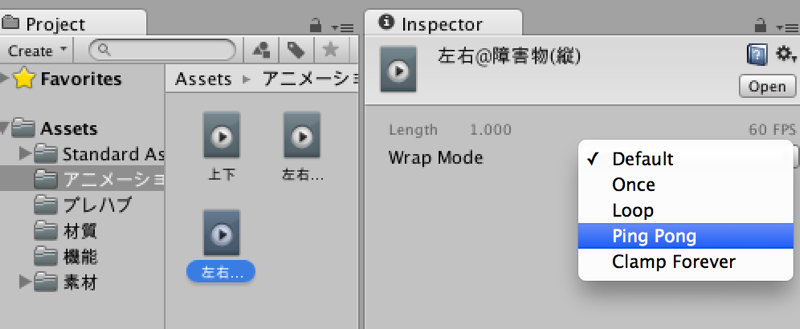 Project
Create
Favorites
Assets
Standard As
アニメーショ
プレハブ
材質
機能
素材
Assets ▸ アニメーショ
上下
左右...
左右...
Inspector
左右@障害物(縦)
Open
Length 1.000 60 FPS
Wrap Mode
✓ Default
Once
Loop
Ping Pong
Clamp Forever